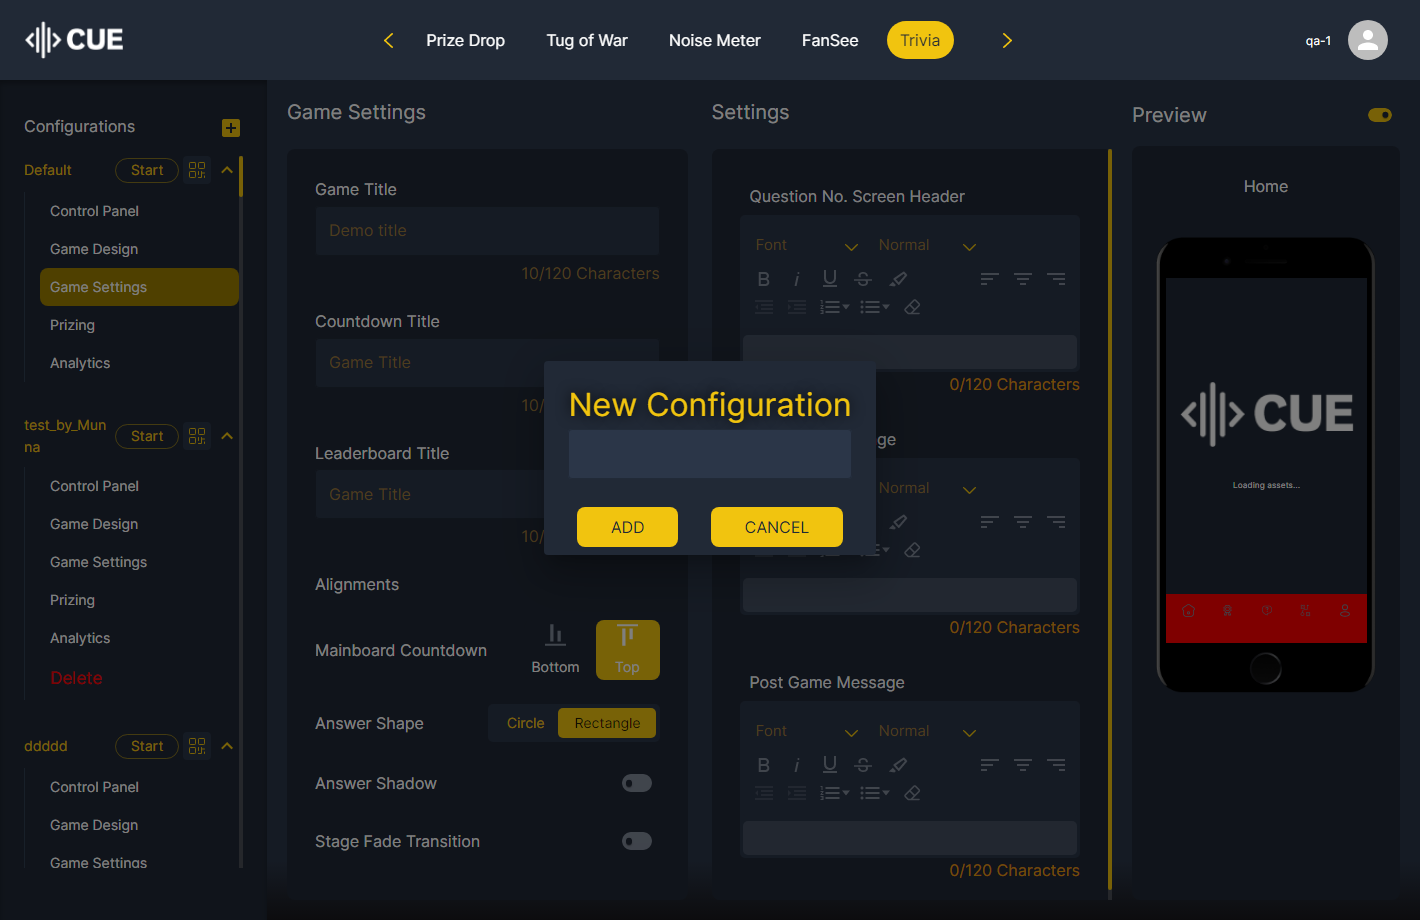 CUE
Prize Drop
Tug of War
Noise Meter
FanSee
Trivia
qa-1
Configurations
Default
Start
Control Panel
Game Design
Game Settings
Prizing
Analytics
test_by_Mun
na
Start
Control Panel
Game Design
Game Settings
Prizing
Analytics
Delete
ddddd
Start
Control Panel
Game Design
Game Settings
Game Settings
Game Title
Demo title
10/120 Characters
Countdown Title
Game Title
10/
Leaderboard Title
Game Title
10/
Alignments
Mainboard Countdown
Bottom
Top
Answer Shape
Circle
Rectangle
Answer Shadow
Stage Fade Transition
New Configuration
ADD
CANCEL
Settings
Question No. Screen Header
Font
Normal
0/120 Characters
ge
Normal
0/120 Characters
Post Game Message
Font
Normal
0/120 Characters
Preview
Home
CUE
Loading assets...